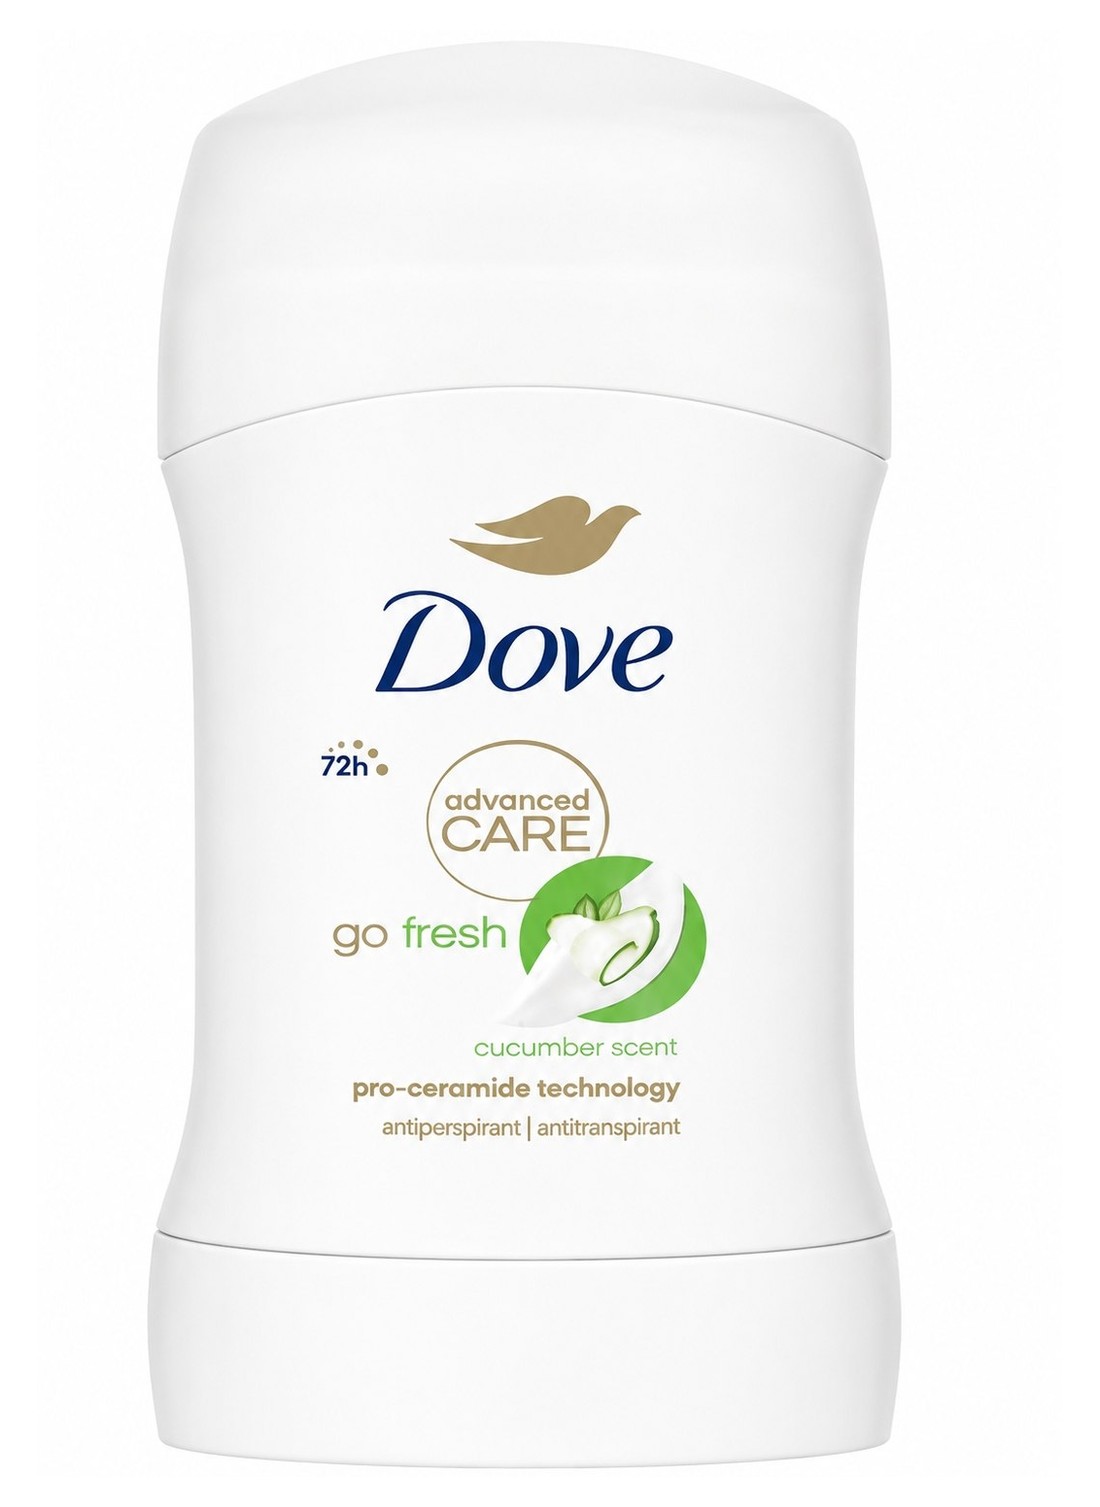 Dove
72h
advanced
CARE
go fresh
cucumber scent
pro-ceramide technology
antiperspirant | antitranspirant